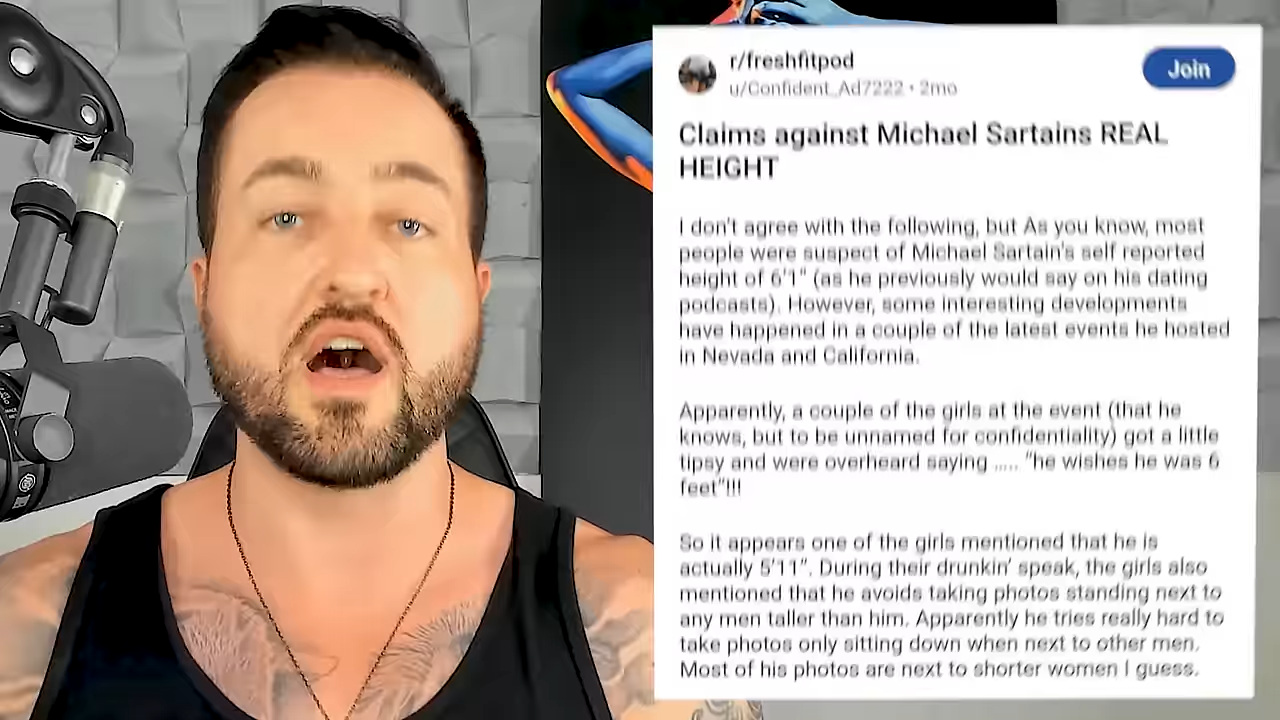 r/freshfitpod
u/Confident_Ad7222 • 2mo
Join
Claims against Michael Sartains REAL
HEIGHT
I don't agree with the following, but As you know, most
people were suspect of Michael Sartain's self reported
height of 6'1" (as he previously would say on his dating
podcasts). However, some interesting developments
have happened in a couple of the latest events he hosted
in Nevada and California.
Apparently, a couple of the girls at the event (that he
knows, but to be unnamed for confidentiality) got a little
tipsy and were overheard saying ..... "he wishes he was 6
feet"!!!
So it appears one of the girls mentioned that he is
actually 5'11". During their drunkin' speak, the girls also
mentioned that he avoids taking photos standing next to
any men taller than him. Apparently he tries really hard to
take photos only sitting down when next to other men.
Most of his photos are next to shorter women I guess.